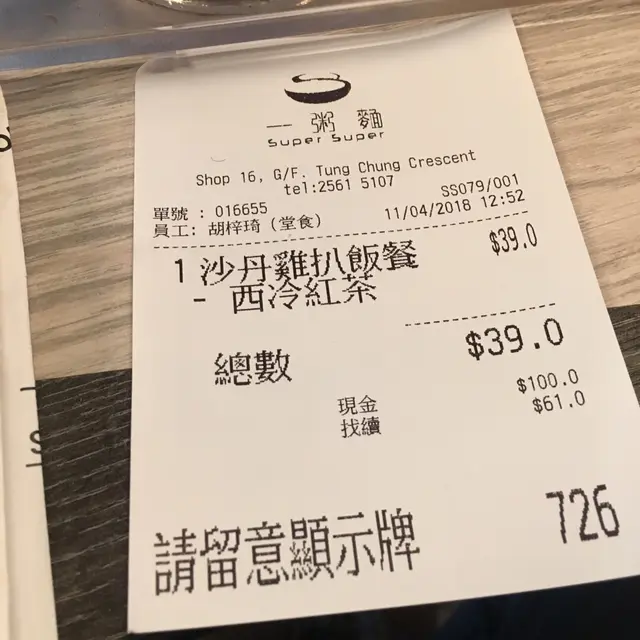 一粥麵
Super Super
Shop 16, G/F. Tung Chung Crescent
tel:2561 5107
SS079/001
單號 : 016655
11/04/2018 12:52
員工: 胡梓琦 (堂食)
1 沙丹雞扒飯餐 $39.0
- 西冷紅茶
總數 $39.0
現金 $100.0
找續 $61.0
請留意顯示牌 726